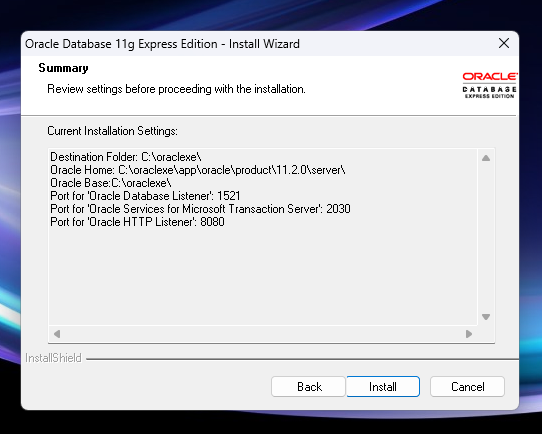 Oracle Database 11g Express Edition - Install Wizard
Summary
Review settings before proceeding with the installation.
ORACLE
DATABASE
EXPRESS EDITION
Current Installation Settings:
Destination Folder: C:\oraclexe\
Oracle Home: C:\oraclexe\app\oracle\product\11.2.0\server\
Oracle Base:C:\oraclexe\
Port for 'Oracle Database Listener': 1521
Port for 'Oracle Services for Microsoft Transaction Server': 2030
Port for 'Oracle HTTP Listener': 8080
InstallShield
Back Install Cancel